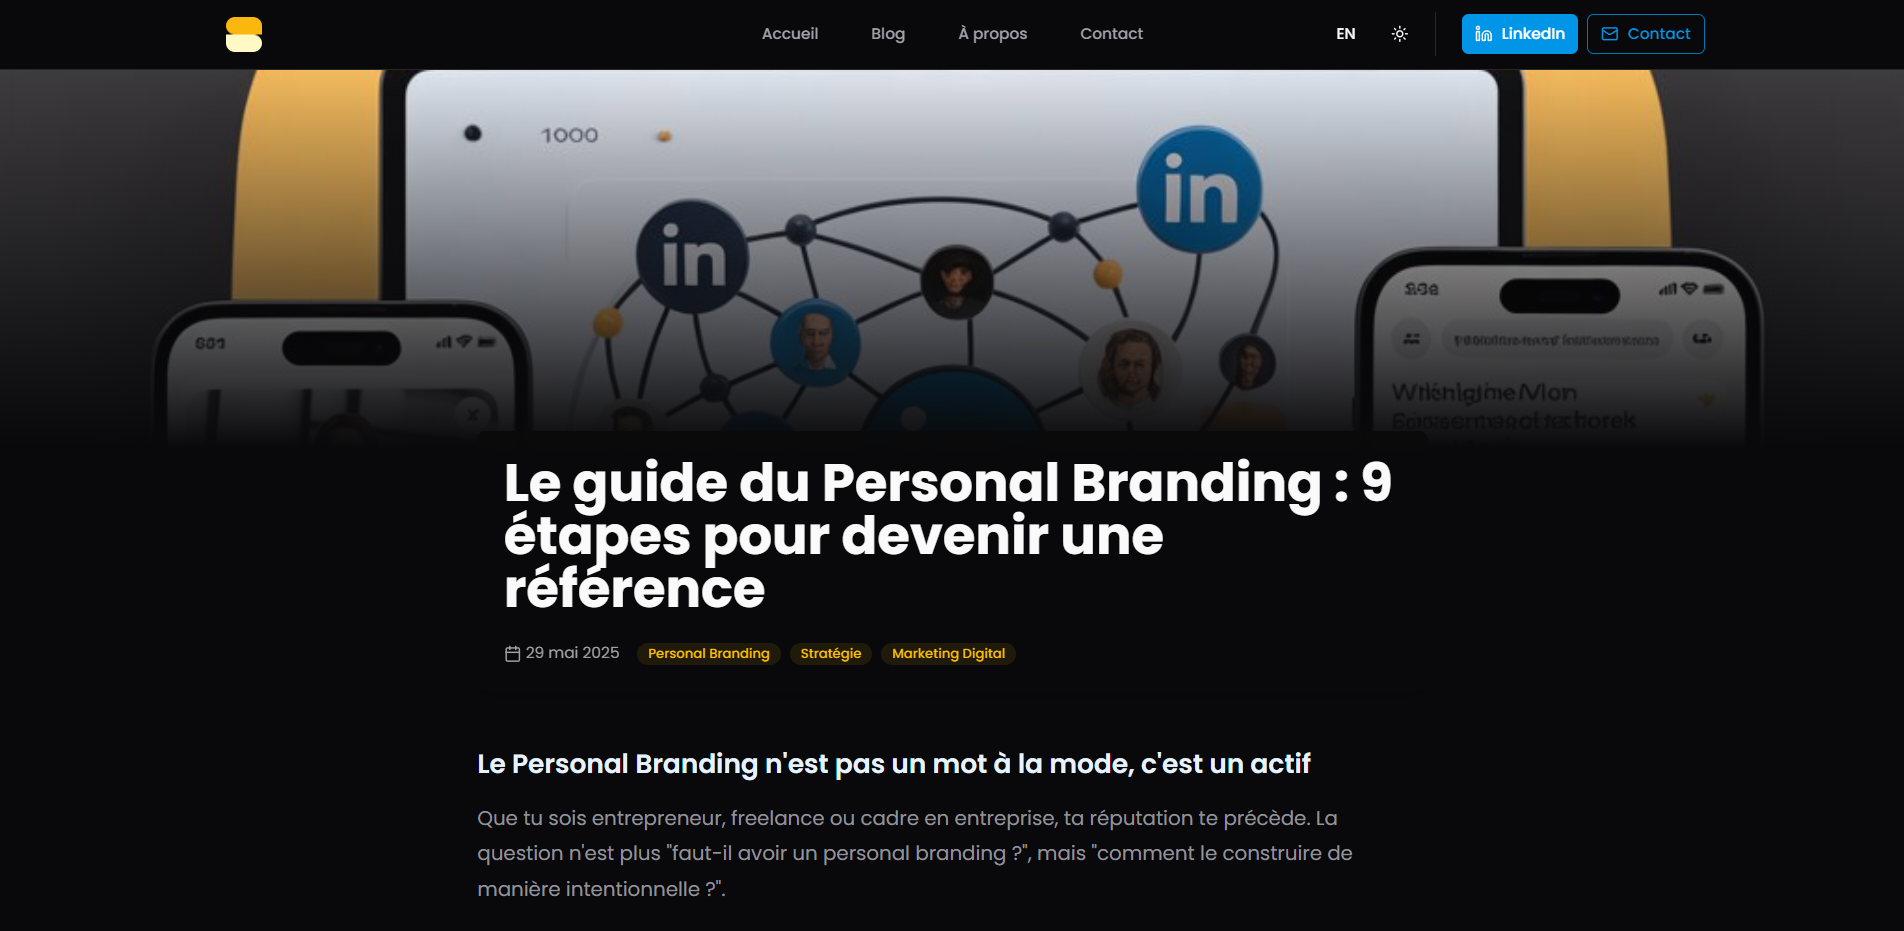 Accueil
Blog
À propos
Contact
EN
LinkedIn
Contact
1000
in
in
Le guide du Personal Branding : 9
étapes pour devenir une
référence
29 mai 2025
Personal Branding
Stratégie
Marketing Digital
Le Personal Branding n'est pas un mot à la mode, c'est un actif
Que tu sois entrepreneur, freelance ou cadre en entreprise, ta réputation te précède. La
question n'est plus "faut-il avoir un personal branding ?", mais "comment le construire de
manière intentionnelle ?".